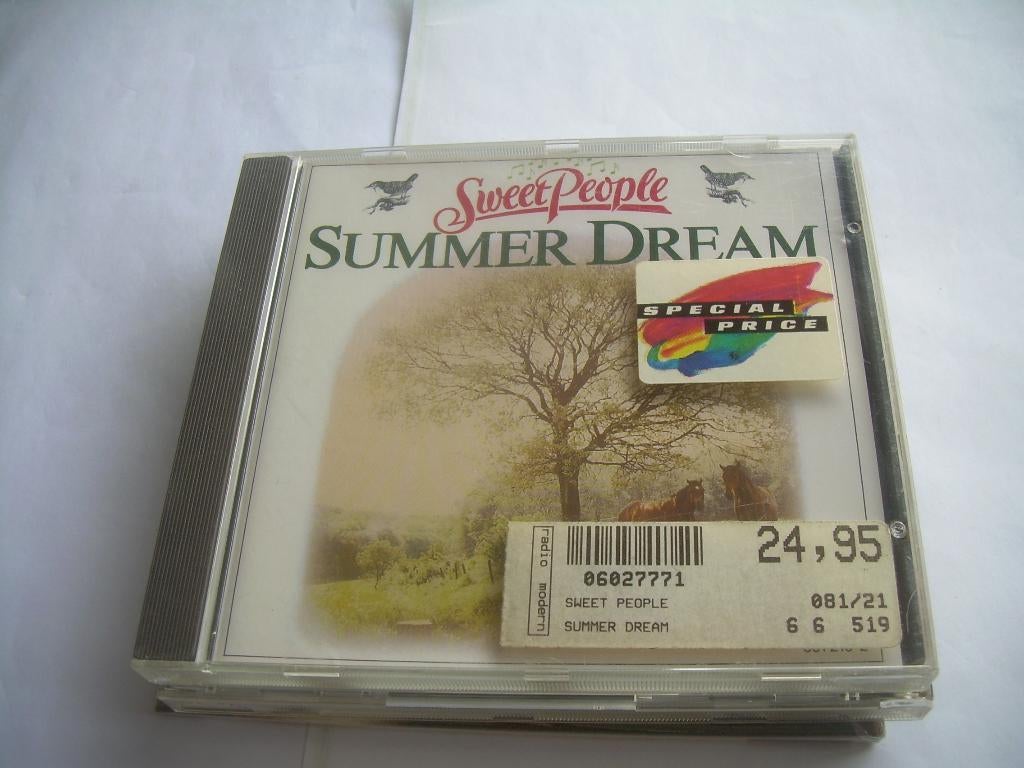 Sweet People
SUMMER DREAM
SPECIAL
PRICE
radio modern
24,95
06027771
SWEET PEOPLE
081/21
SUMMER DREAM
6 6 519